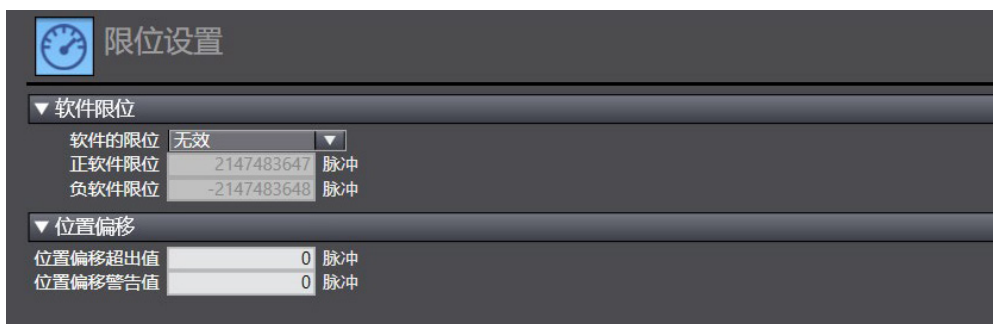 限位设置
▼ 软件限位
软件的限位 无效 ▼
正软件限位 2147483647 脉冲
负软件限位 -2147483648 脉冲
▼ 位置偏移
位置偏移超出值 0 脉冲
位置偏移警告值 0 脉冲